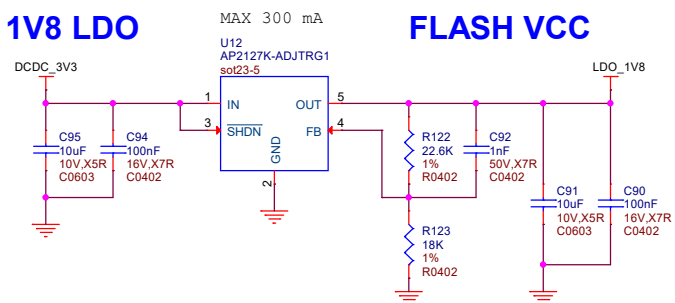 1V8 LDO
MAX 300 mA
FLASH VCC
U12
AP2127K-ADJTRG1
sot23-5
DCDC_3V3
LDO_1V8
1
IN
OUT
5
3
SHDN
FB
4
GND
2
C95
10uF
10V,X5R
C0603
C94
100nF
16V,X7R
C0402
R122
22.6K
1%
R0402
C92
1nF
50V,X7R
C0402
R123
18K
1%
R0402
C91
10uF
10V,X5R
C0603
C90
100nF
16V,X7R
C0402